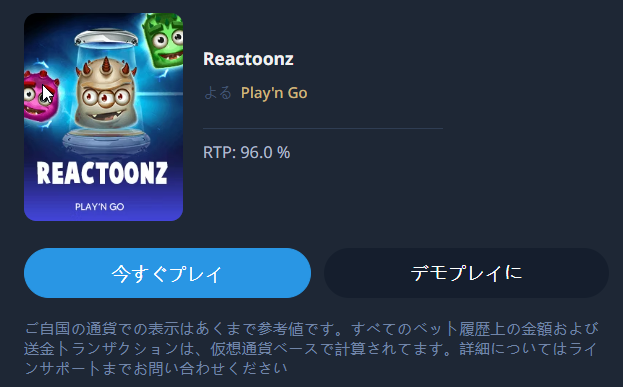 Reactoonz
よる Play'n Go
RTP: 96.0 %
REACTOONZ
PLAY'N GO
今すぐプレイ
デモプレイに
ご自国の通貨での表示はあくまで参考値です。すべてのベット履歴上の金額および
送金トランザクションは、仮想通貨ベースで計算されてます。詳細についてはライ
ンサポートまでお問い合わせください